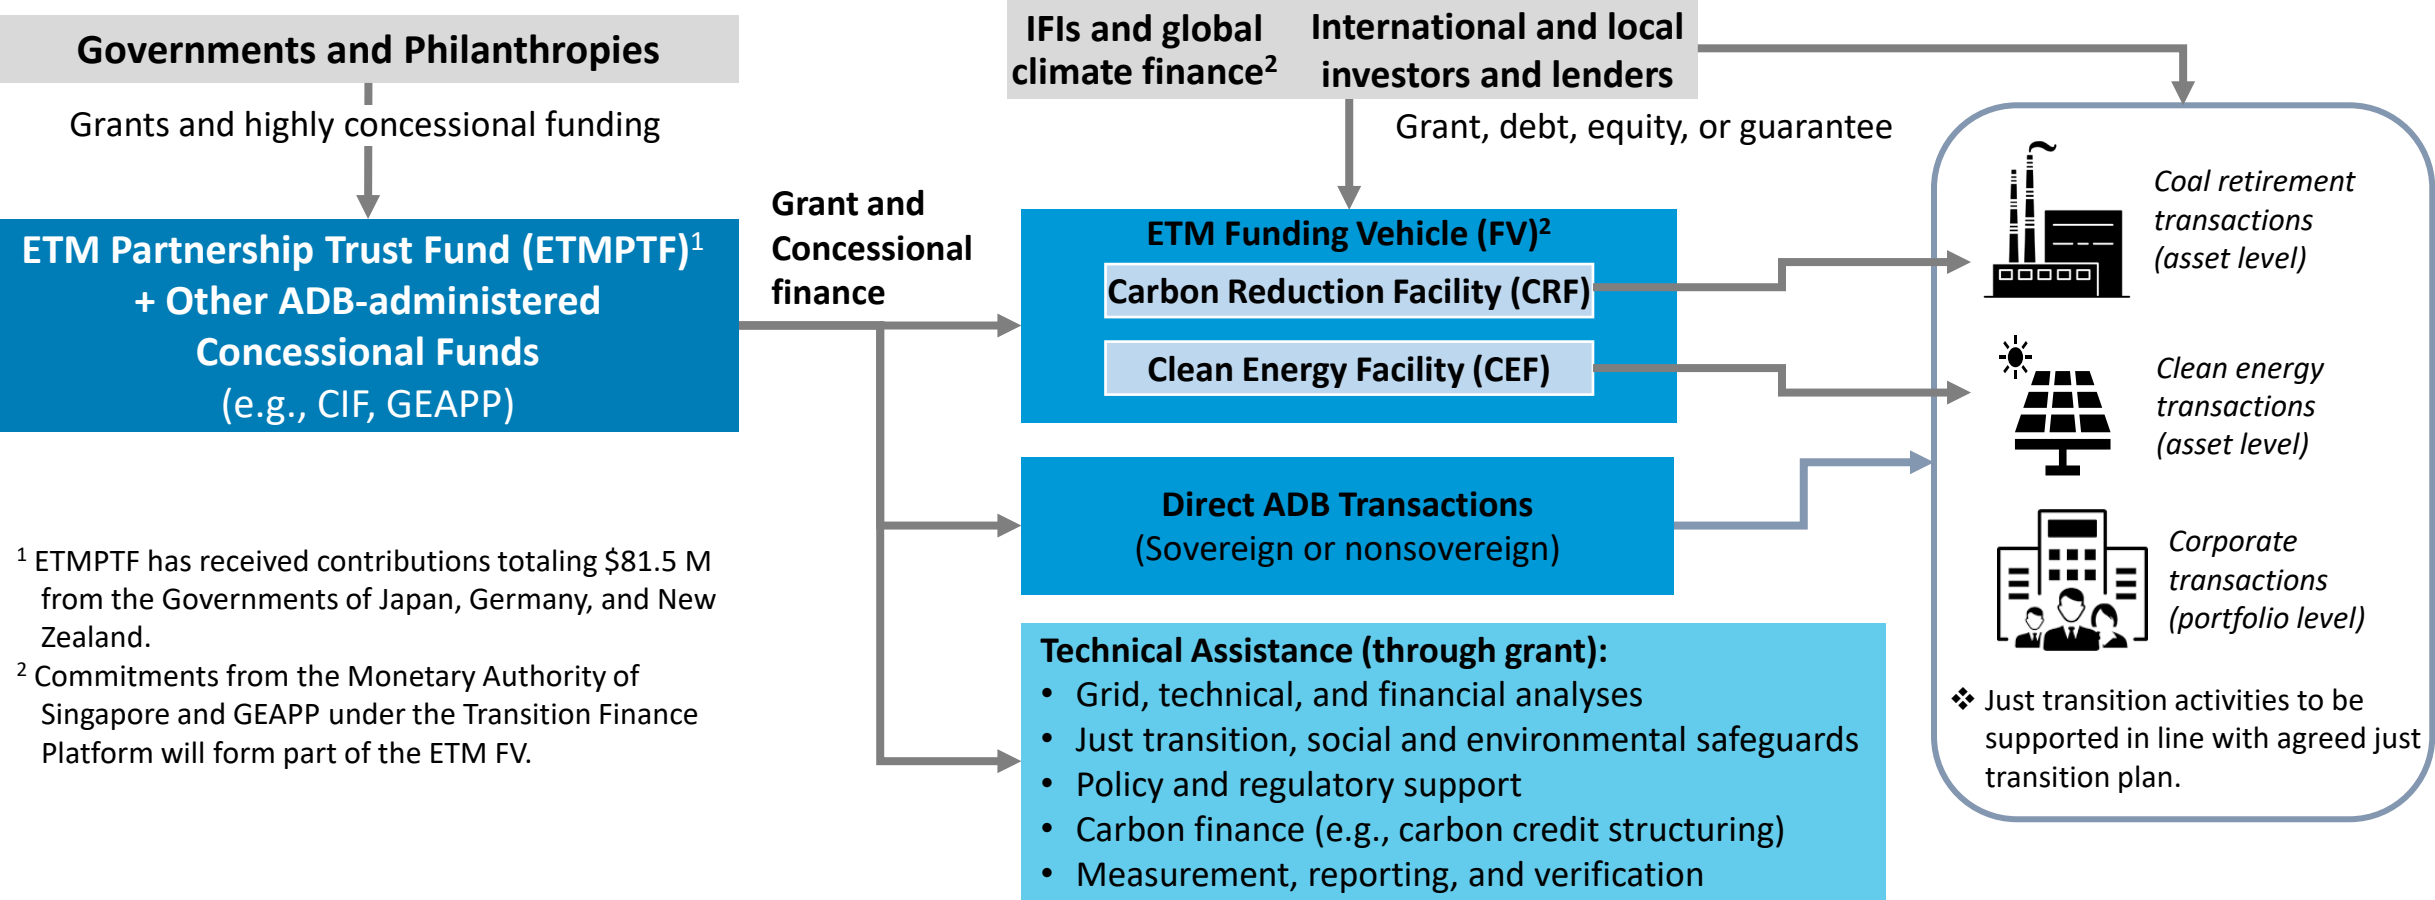 Governments and Philanthropies
Grants and highly concessional funding
ETM Partnership Trust Fund (ETMPTF)1
+ Other ADB-administered
Concessional Funds
(e.g., CIF, GEAPP)
1 ETMPTF has received contributions totaling $81.5 M
from the Governments of Japan, Germany, and New
Zealand.
2 Commitments from the Monetary Authority of
Singapore and GEAPP under the Transition Finance
Platform will form part of the ETM FV.
Grant and
Concessional
finance
IFIs and global
climate finance2
International and local
investors and lenders
Grant, debt, equity, or guarantee
ETM Funding Vehicle (FV)2
Carbon Reduction Facility (CRF)
Clean Energy Facility (CEF)
Direct ADB Transactions
(Sovereign or nonsovereign)
Technical Assistance (through grant):
• Grid, technical, and financial analyses
• Just transition, social and environmental safeguards
• Policy and regulatory support
• Carbon finance (e.g., carbon credit structuring)
• Measurement, reporting, and verification
Coal retirement
transactions
(asset level)
Clean energy
transactions
(asset level)
Corporate
transactions
(portfolio level)
❖ Just transition activities to be
supported in line with agreed just
transition plan.